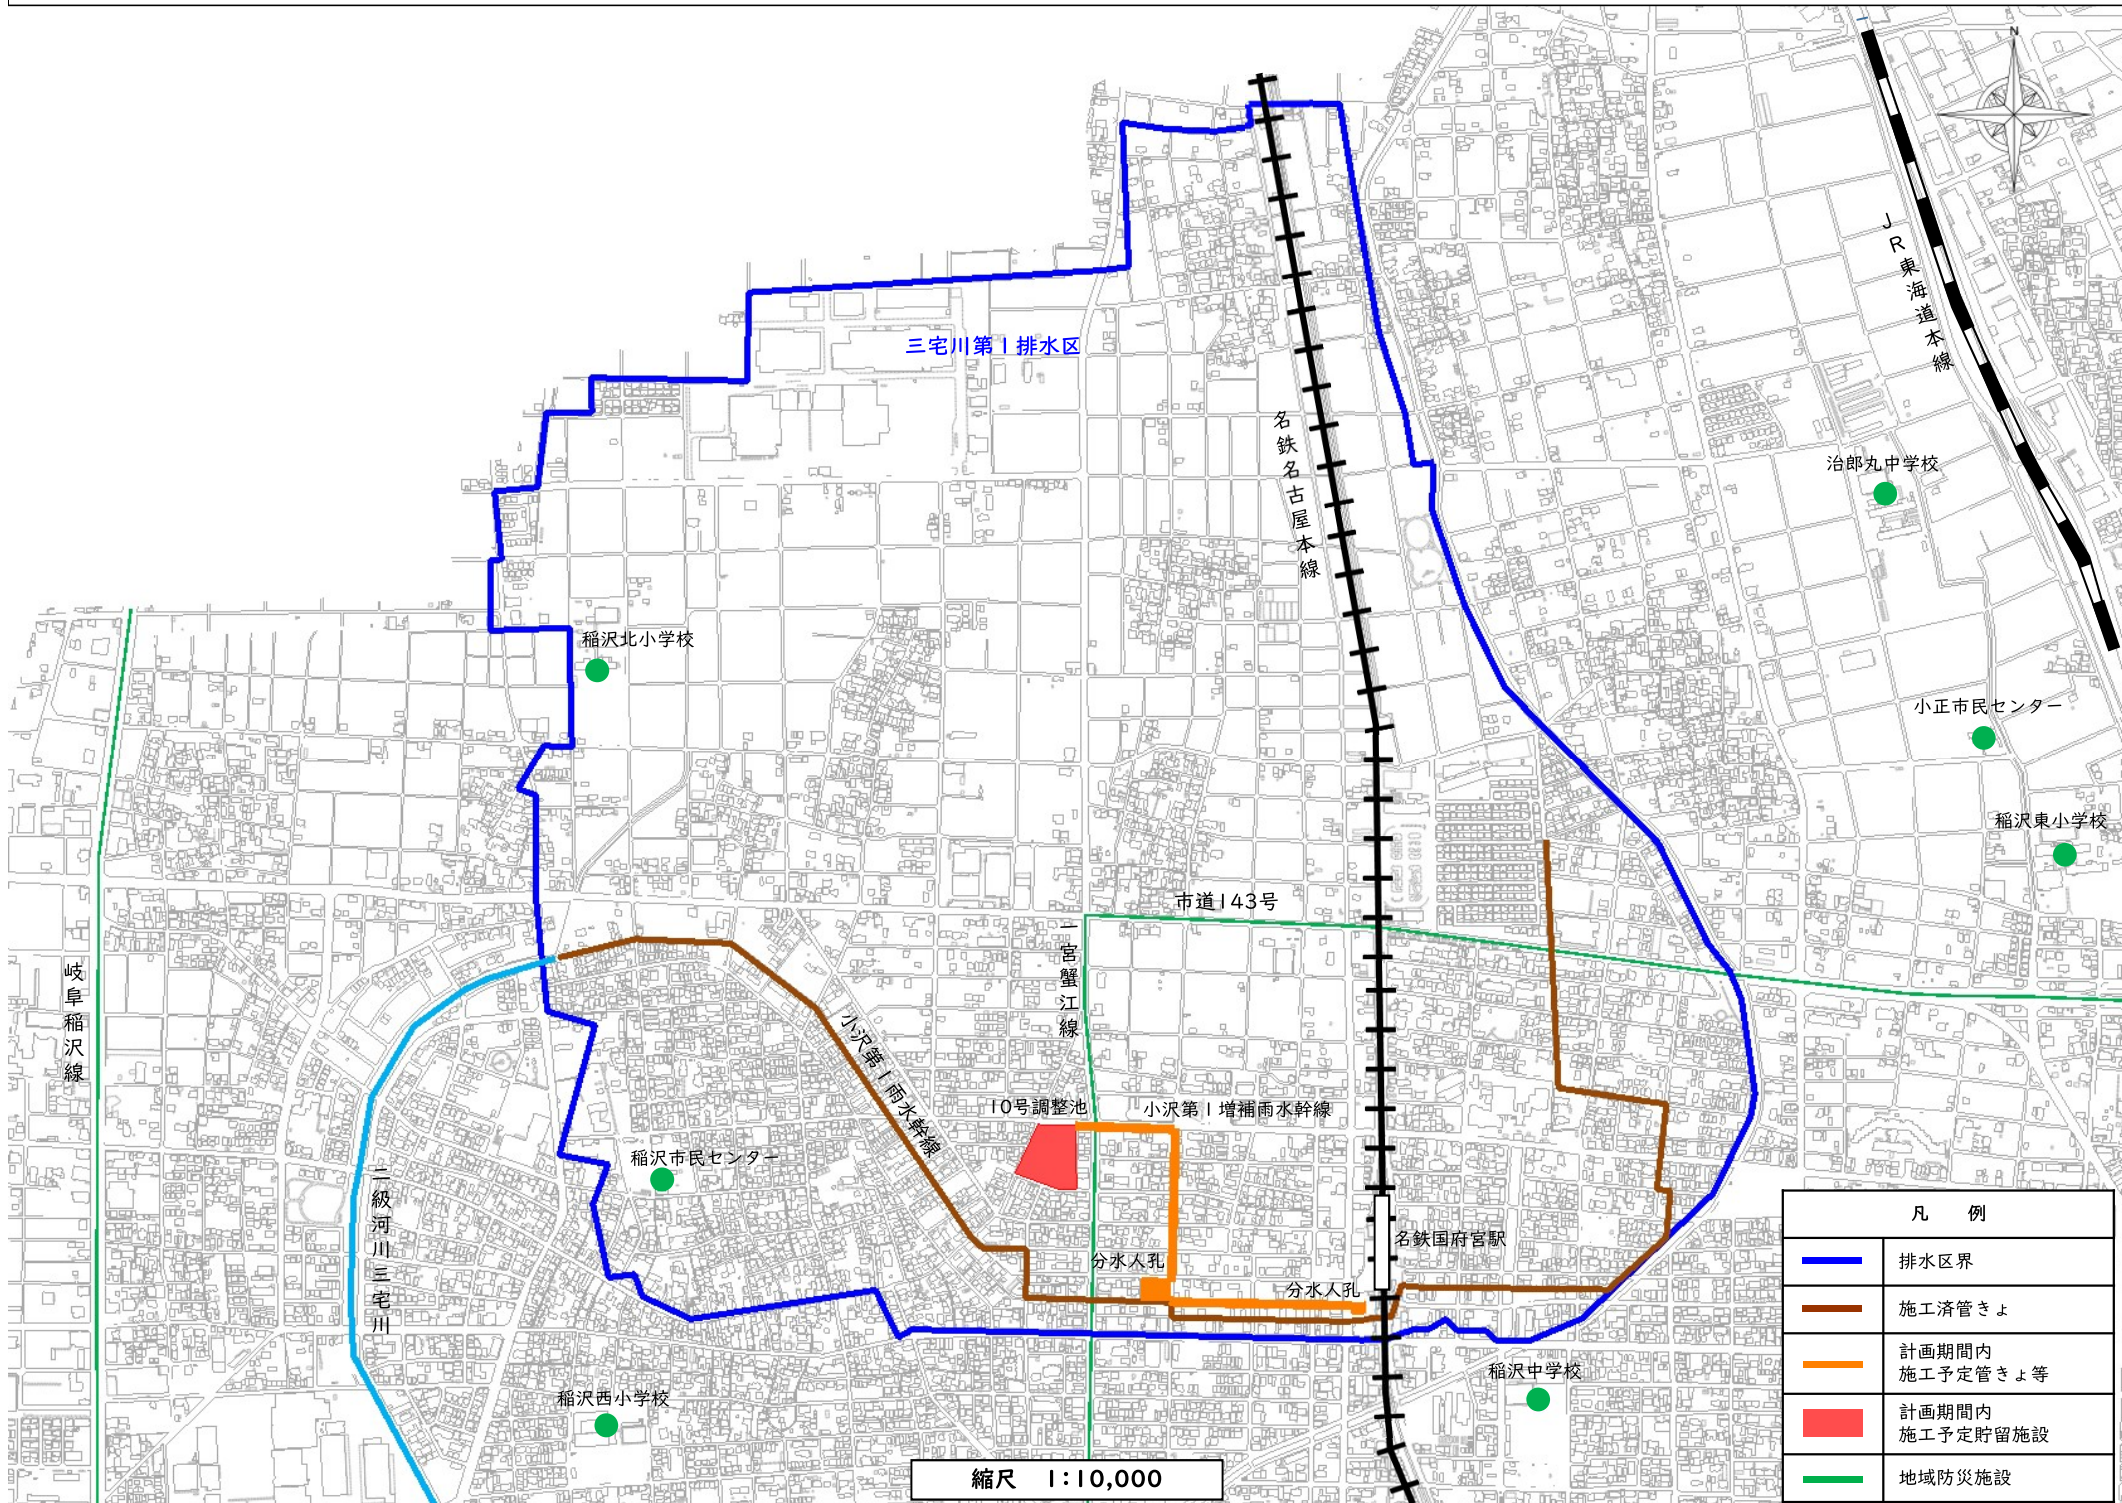 N
JR東海道本線
三宅川第1排水区
名鉄名古屋本線
治郎丸中学校
稲沢北小学校
小正市民センター
稲沢東小学校
市道143号
一宮蟹江線
岐阜稲沢線
小沢第1雨水幹線
10号調整池
小沢第1増補雨水幹線
稲沢市民センター
二級河川三宅川
名鉄国府宮駅
分水人孔
分水人孔
稲沢中学校
稲沢西小学校
縮尺 1:10,000
凡 例
排水区界
施工済管きょ
計画期間内
施工予定管きょ等
計画期間内
施工予定貯留施設
地域防災施設